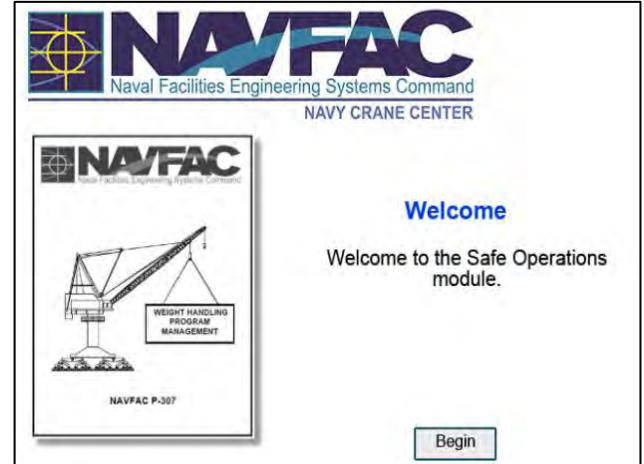 NAVFAC
Naval Facilities Engineering Systems Command
NAVY CRANE CENTER
NAVFAC
Naval Facilities Engineering Systems Command
WEIGHT HANDLING
PROGRAM
MANAGEMENT
NAVFAC P-307
Welcome
Welcome to the Safe Operations
module.
Begin